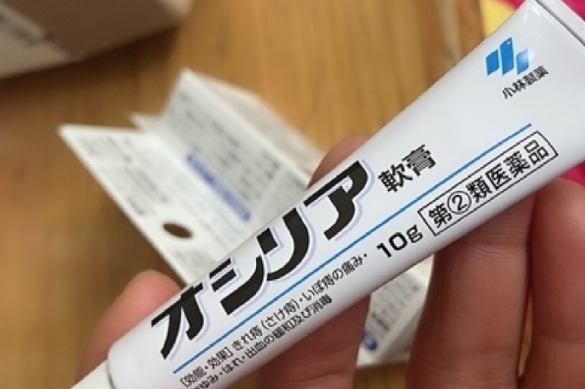 小林製薬
オシリア 軟膏
10g 第②類医薬品
[効能・効果] きれ痔(さけ痔)・いぼ痔の痛み・
かゆみ・はれ・出血の緩和及び消毒